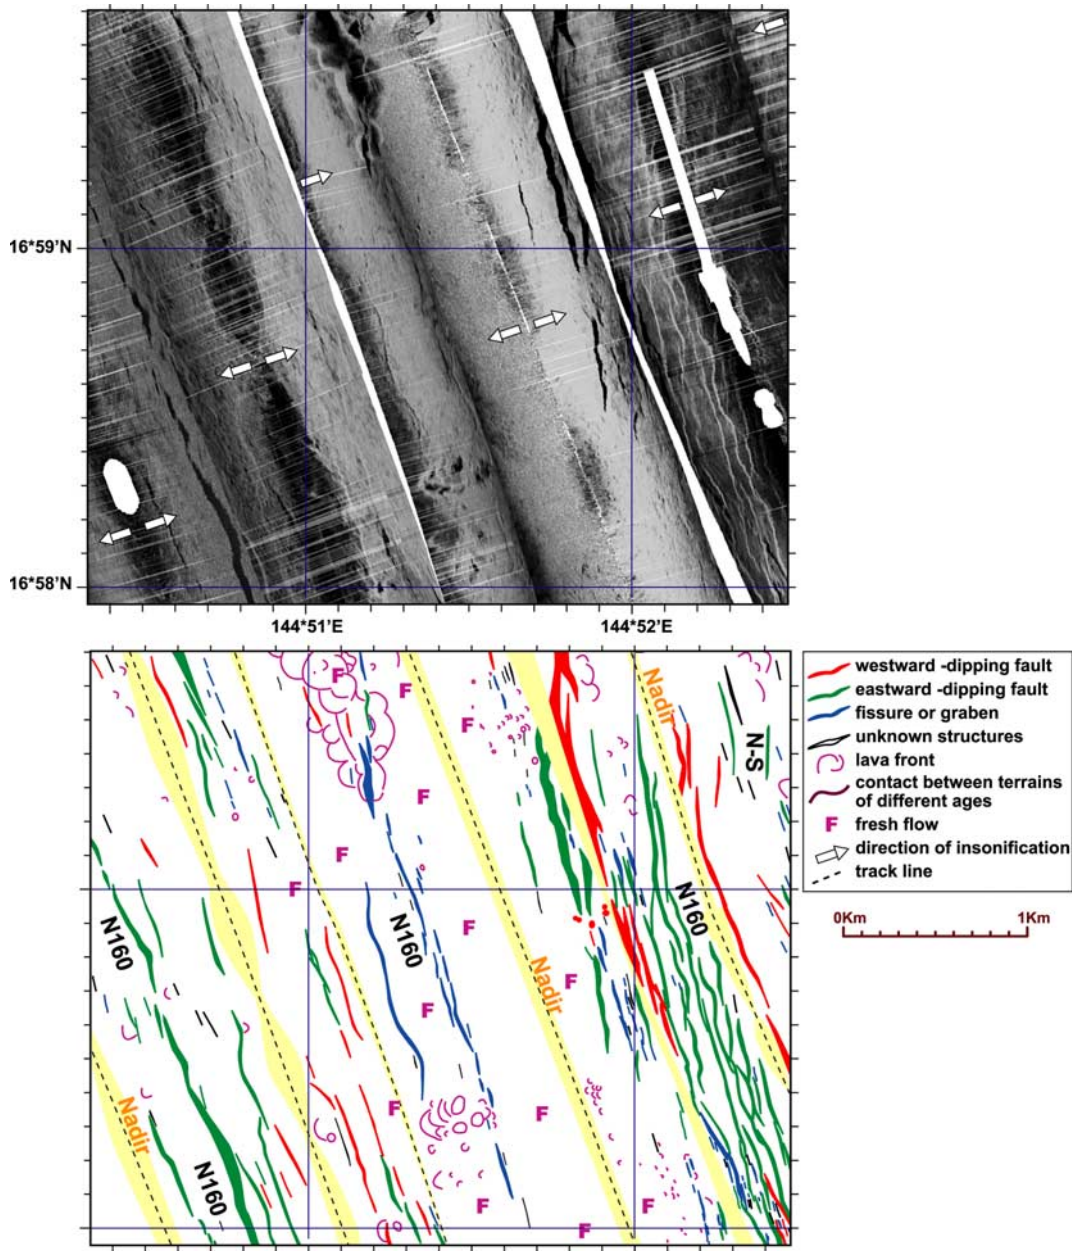 16°59'N
16°58'N
144°51'E
144°52'E
Nadir
N-S
N160
N160
N160
Nadir
Nadir
N160
F
F
F
F
F
F
F
F
F
F
F
F
F
F
westward -dipping fault
eastward -dipping fault
fissure or graben
unknown structures
lava front
contact between terrains
of different ages
F fresh flow
direction of insonification
track line
0Km 1Km